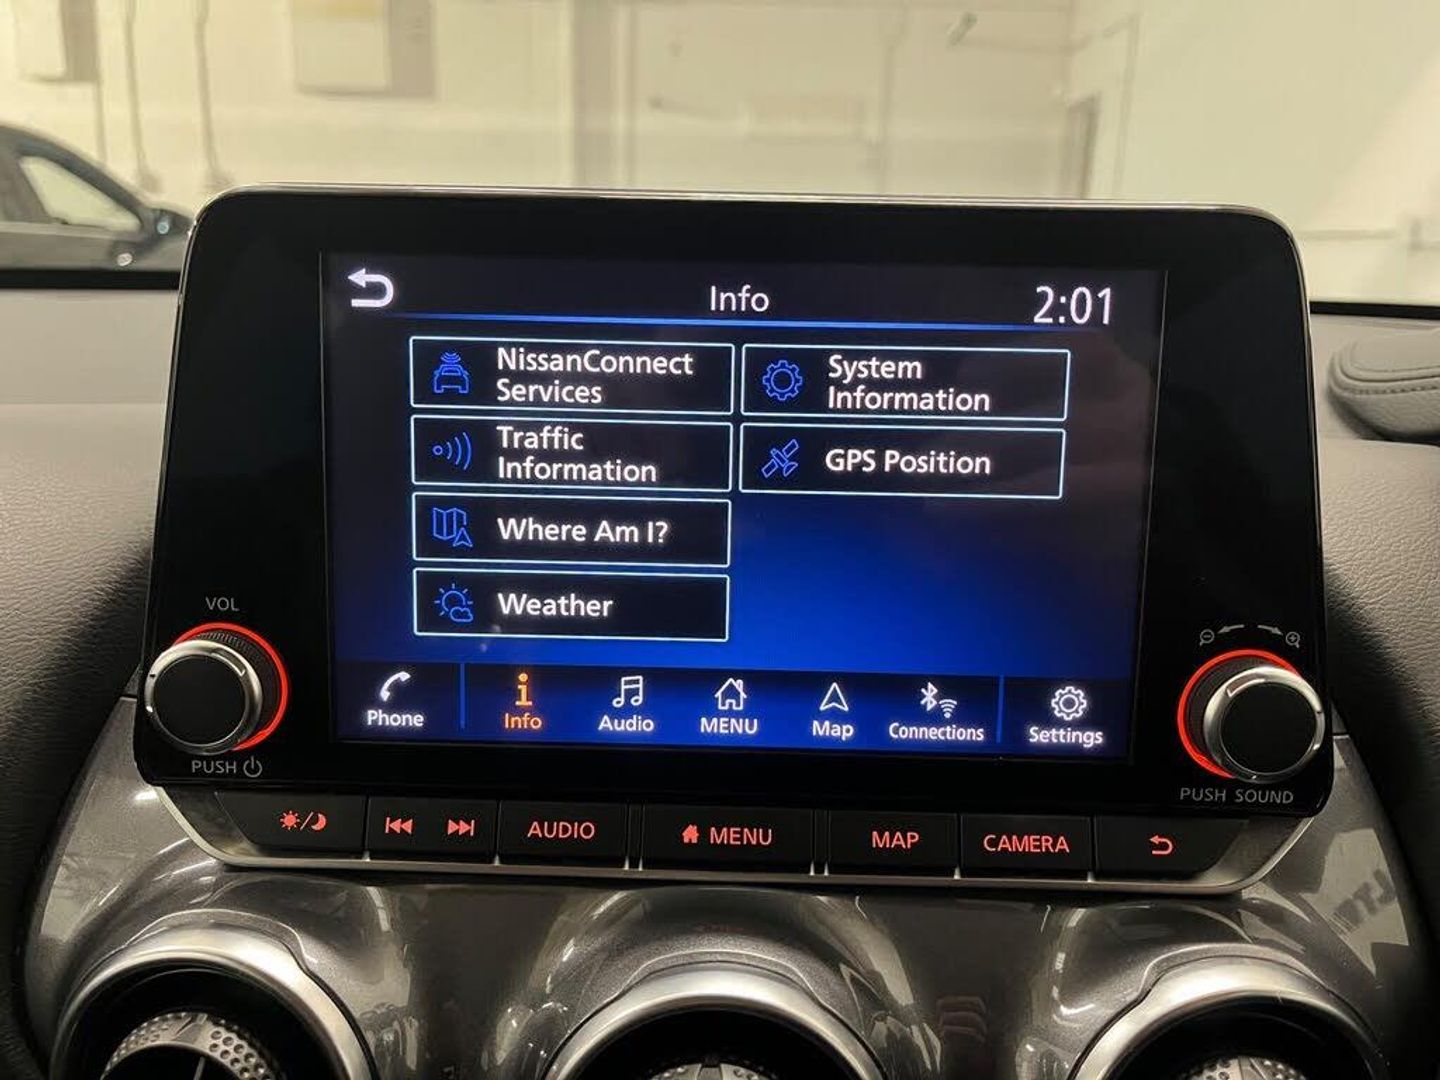 Info
2:01
NissanConnect
Services
System
Information
Traffic
Information
GPS Position
Where Am I?
Weather
VOL
PUSH
Phone
Info
Audio
MENU
Map
Connections
Settings
PUSH SOUND
AUDIO
MENU
MAP
CAMERA